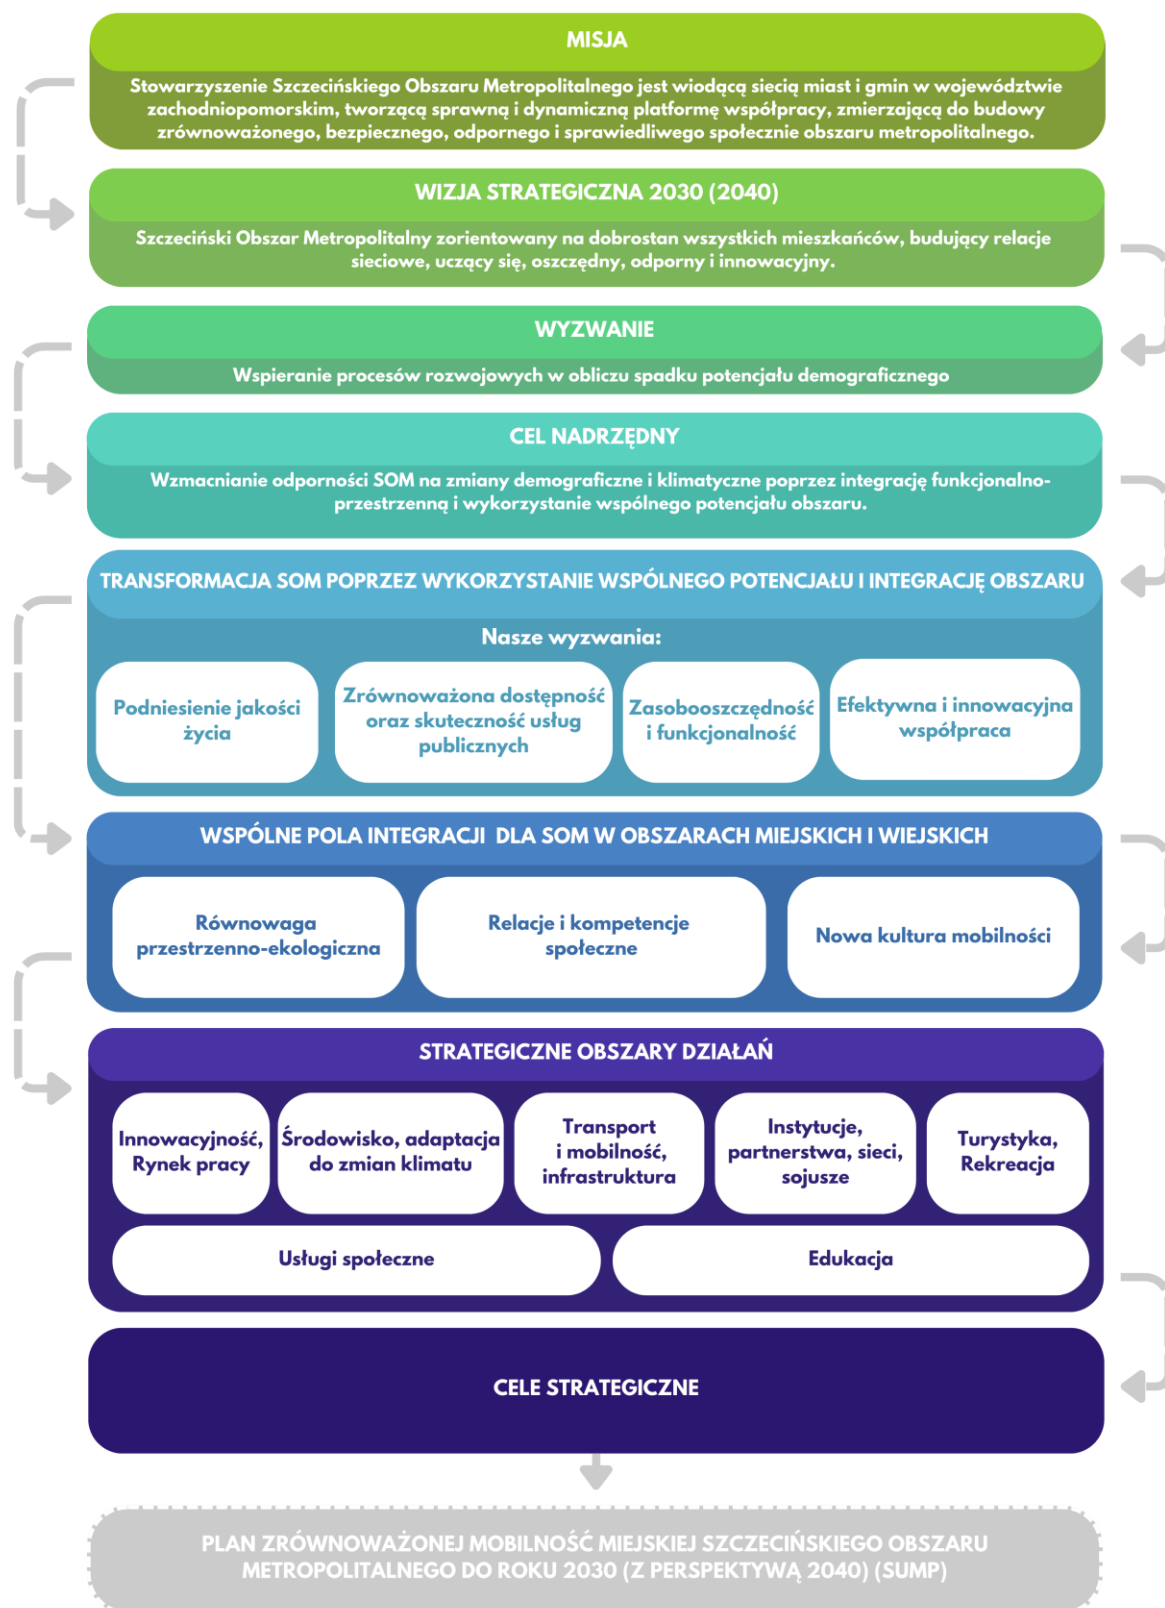 MISJA
Stowarzyszenie Szczecińskiego Obszaru Metropolitalnego jest wiodącą siecią miast i gmin w województwie
zachodniopomorskim, tworzącą sprawną i dynamiczną platformę współpracy, zmierzającą do budowy
zrównoważonego, bezpiecznego, odpornego i sprawiedliwego społecznie obszaru metropolitalnego.
WIZJA STRATEGICZNA 2030 (2040)
Szczeciński Obszar Metropolitalny zorientowany na dobrostan wszystkich mieszkańców, budujący relacje
sieciowe, uczący się, oszczędny, odporny i innowacyjny.
WYZWANIE
Wspieranie procesów rozwojowych w obliczu spadku potencjału demograficznego
CEL NADRZĘDNY
Wzmacnianie odporności SOM na zmiany demograficzne i klimatyczne poprzez integrację funkcjonalno-
przestrzenną i wykorzystanie wspólnego potencjału obszaru.
TRANSFORMACJA SOM POPRZEZ WYKORZYSTANIE WSPÓLNEGO POTENCJAŁU I INTEGRACJĘ OBSZARU
Nasze wyzwania:
Podniesienie jakości
życia
Zrównoważona dostępność
oraz skuteczność usług
publicznych
Zasobooszczędność
i funkcjonalność
Efektywna i innowacyjna
współpraca
WSPÓLNE POLA INTEGRACJI DLA SOM W OBSZARACH MIEJSKICH I WIEJSKICH
Równowaga
przestrzenno-ekologiczna
Relacje i kompetencje
społeczne
Nowa kultura mobilności
STRATEGICZNE OBSZARY DZIAŁAŃ
Innowacyjność,
Rynek pracy
Środowisko, adaptacja
do zmian klimatu
Transport
i mobilność,
infrastruktura
Instytucje,
partnerstwa, sieci,
sojusze
Turystyka,
Rekreacja
Usługi społeczne
Edukacja
CELE STRATEGICZNE
PLAN ZRÓWNOWAŻONEJ MOBILNOŚĆ MIEJSKIEJ SZCZECIŃSKIEGO OBSZARU
METROPOLITALNEGO DO ROKU 2030 (Z PERSPEKTYWĄ 2040) (SUMP)